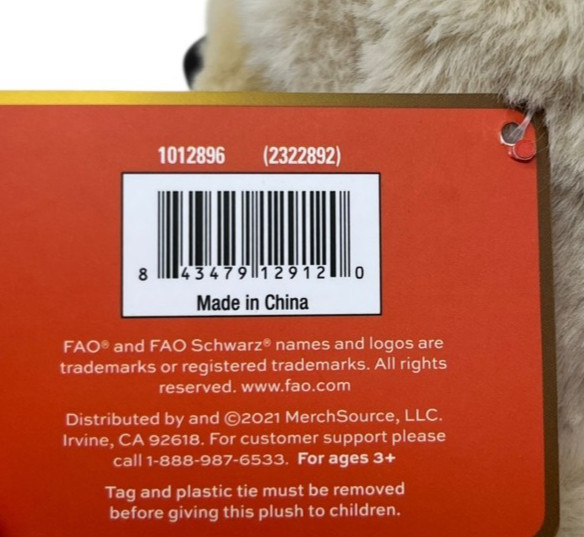 1012896 (2322892)
8 43479 12912 0
Made in China
FAO® and FAO Schwarz® names and logos are
trademarks or registered trademarks. All rights
reserved. www.fao.com
Distributed by and ©2021 MerchSource, LLC.
Irvine, CA 92618. For customer support please
call 1-888-987-6533. For ages 3+
Tag and plastic tie must be removed
before giving this plush to children.